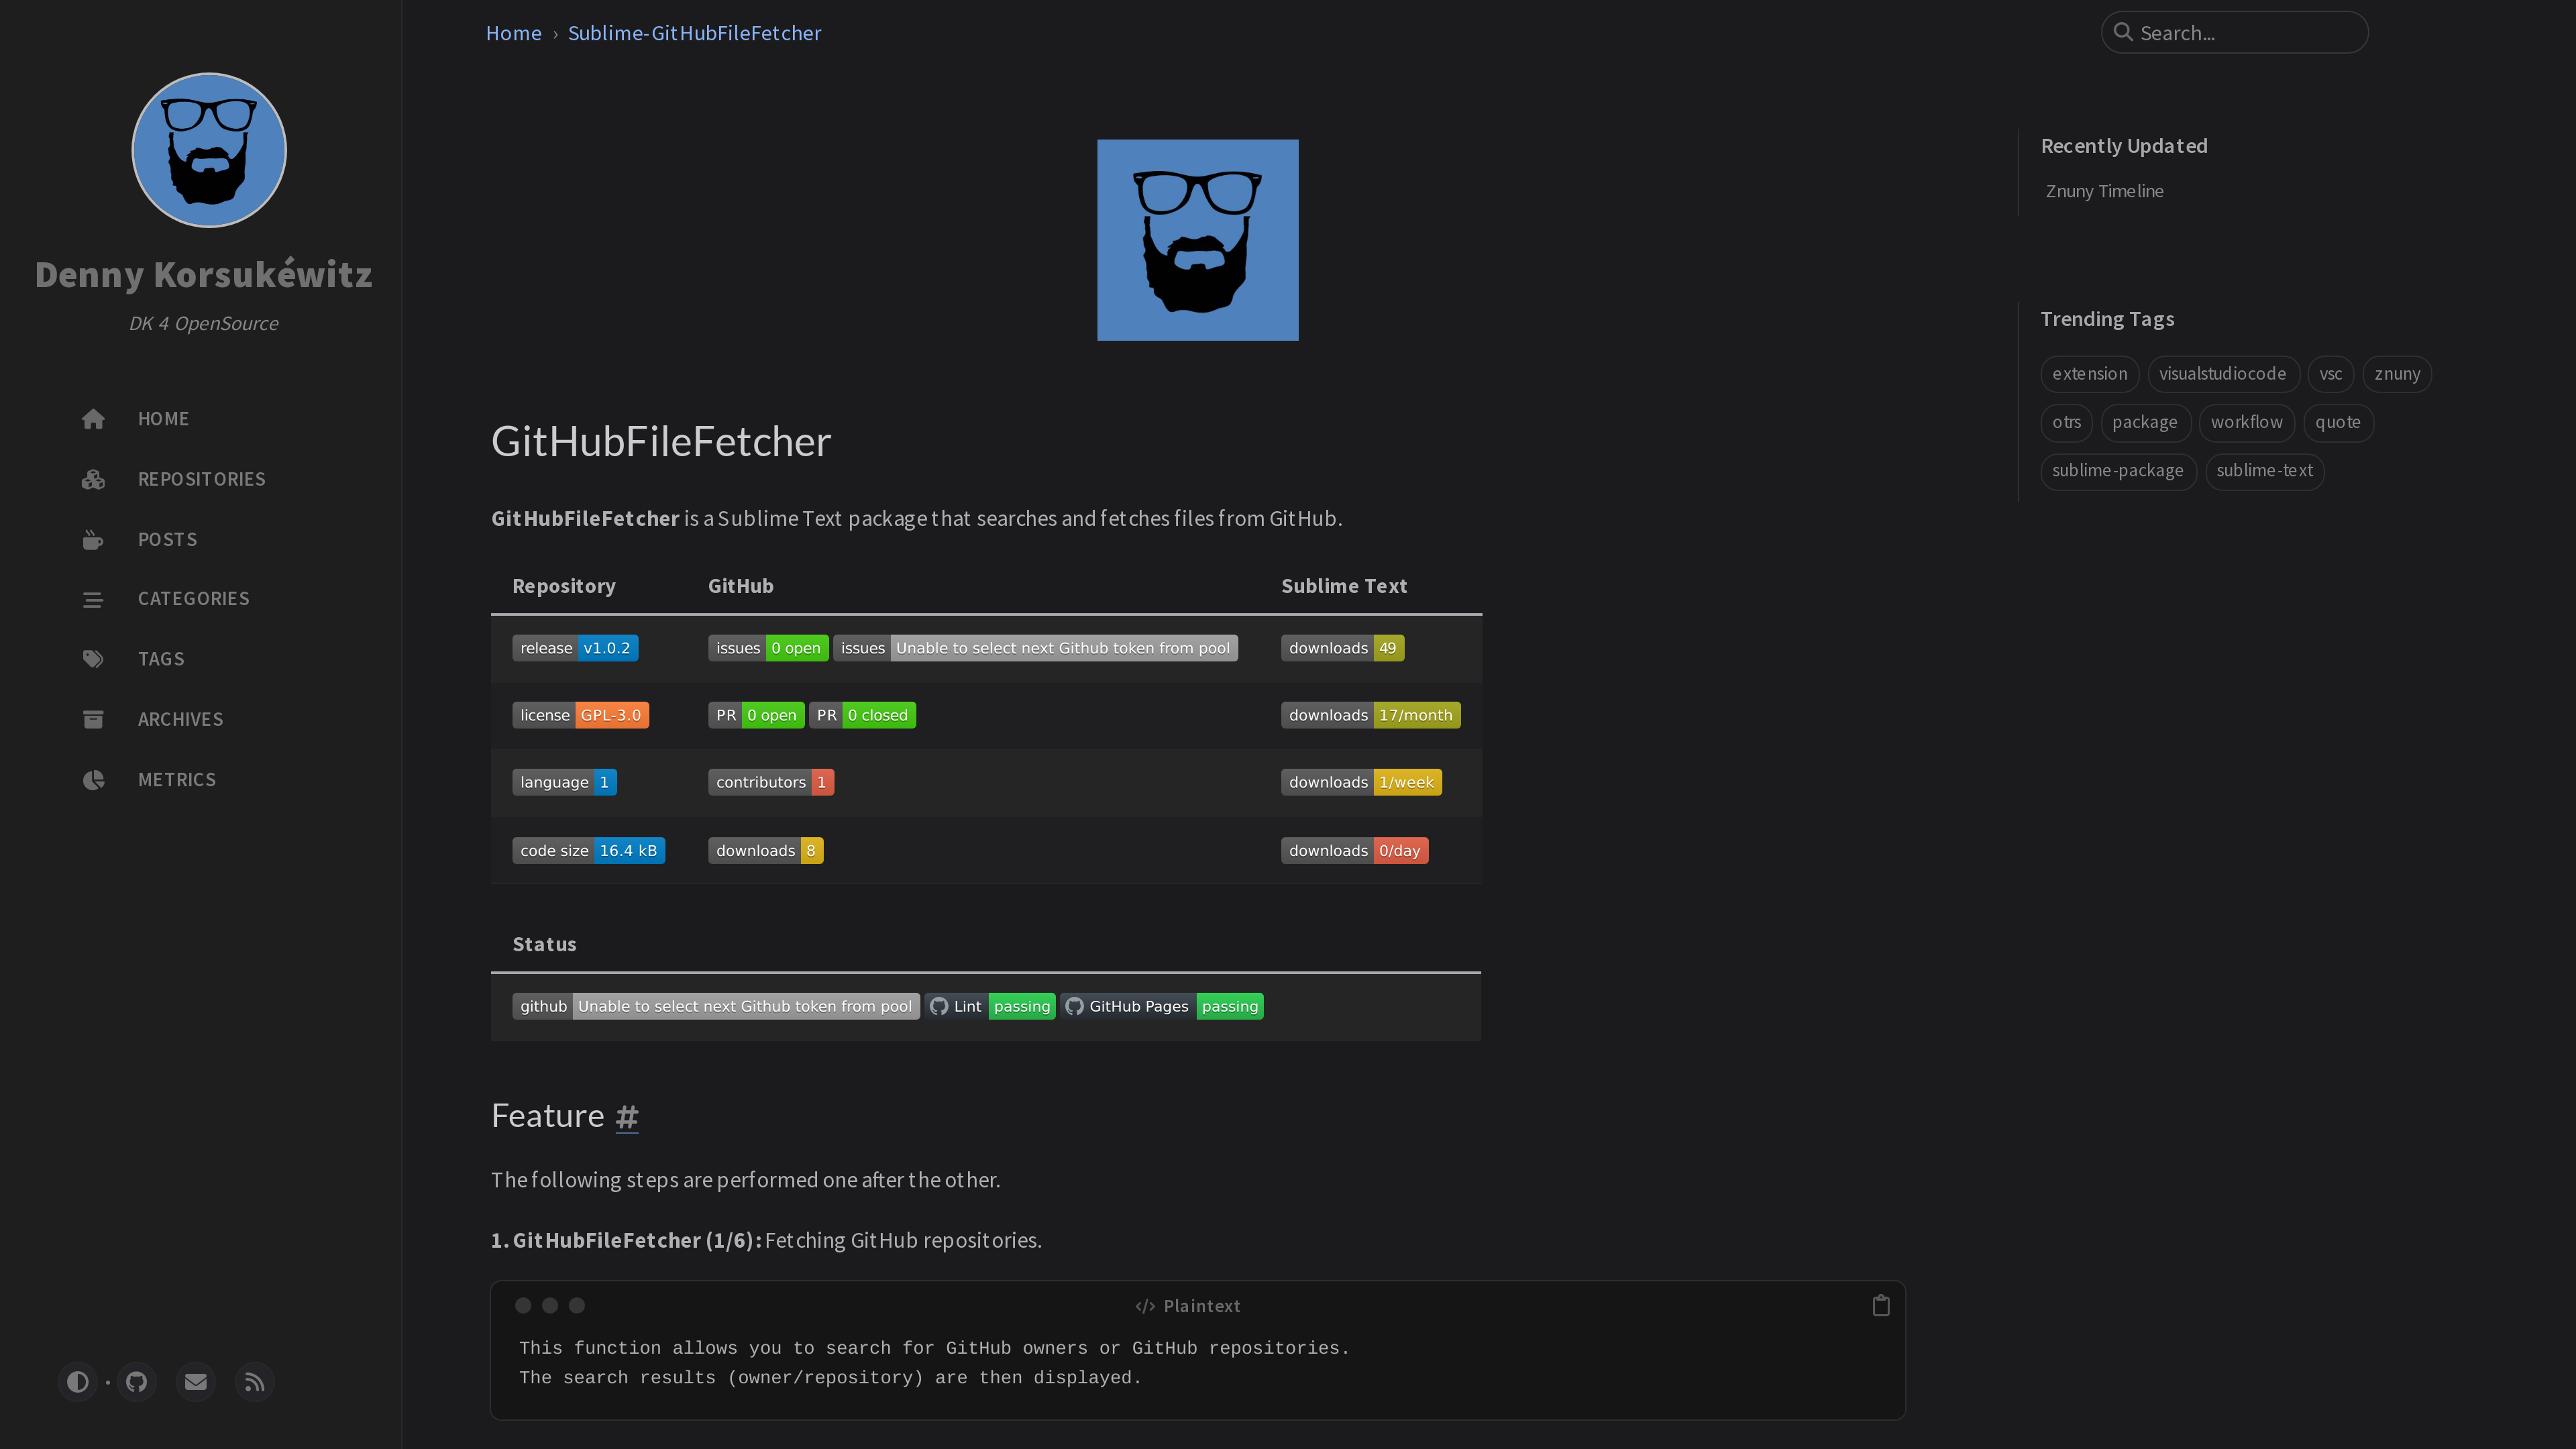 Denny Korsukéwitz
DK 4 OpenSource
HOME
REPOSITORIES
POSTS
CATEGORIES
TAGS
ARCHIVES
METRICS
Home › Sublime-GitHubFileFetcher
Search...
GitHubFileFetcher
GitHubFileFetcher is a Sublime Text package that searches and fetches files from GitHub.
Repository GitHub Sublime Text
release v1.0.2 issues 0 open issues Unable to select next Github token from pool downloads 49
license GPL-3.0 PR 0 open PR 0 closed downloads 17/month
language 1 contributors 1 downloads 1/week
code size 16.4 kB downloads 8 downloads 0/day
Status
github Unable to select next Github token from pool Lint passing GitHub Pages passing
Feature #
The following steps are performed one after the other.
1. GitHubFileFetcher (1/6): Fetching GitHub repositories.
</> Plaintext
This function allows you to search for GitHub owners or GitHub repositories.
The search results (owner/repository) are then displayed.
Recently Updated
Znuny Timeline
Trending Tags
extension visualstudiocode vsc znuny
otrs package workflow quote
sublime-package sublime-text